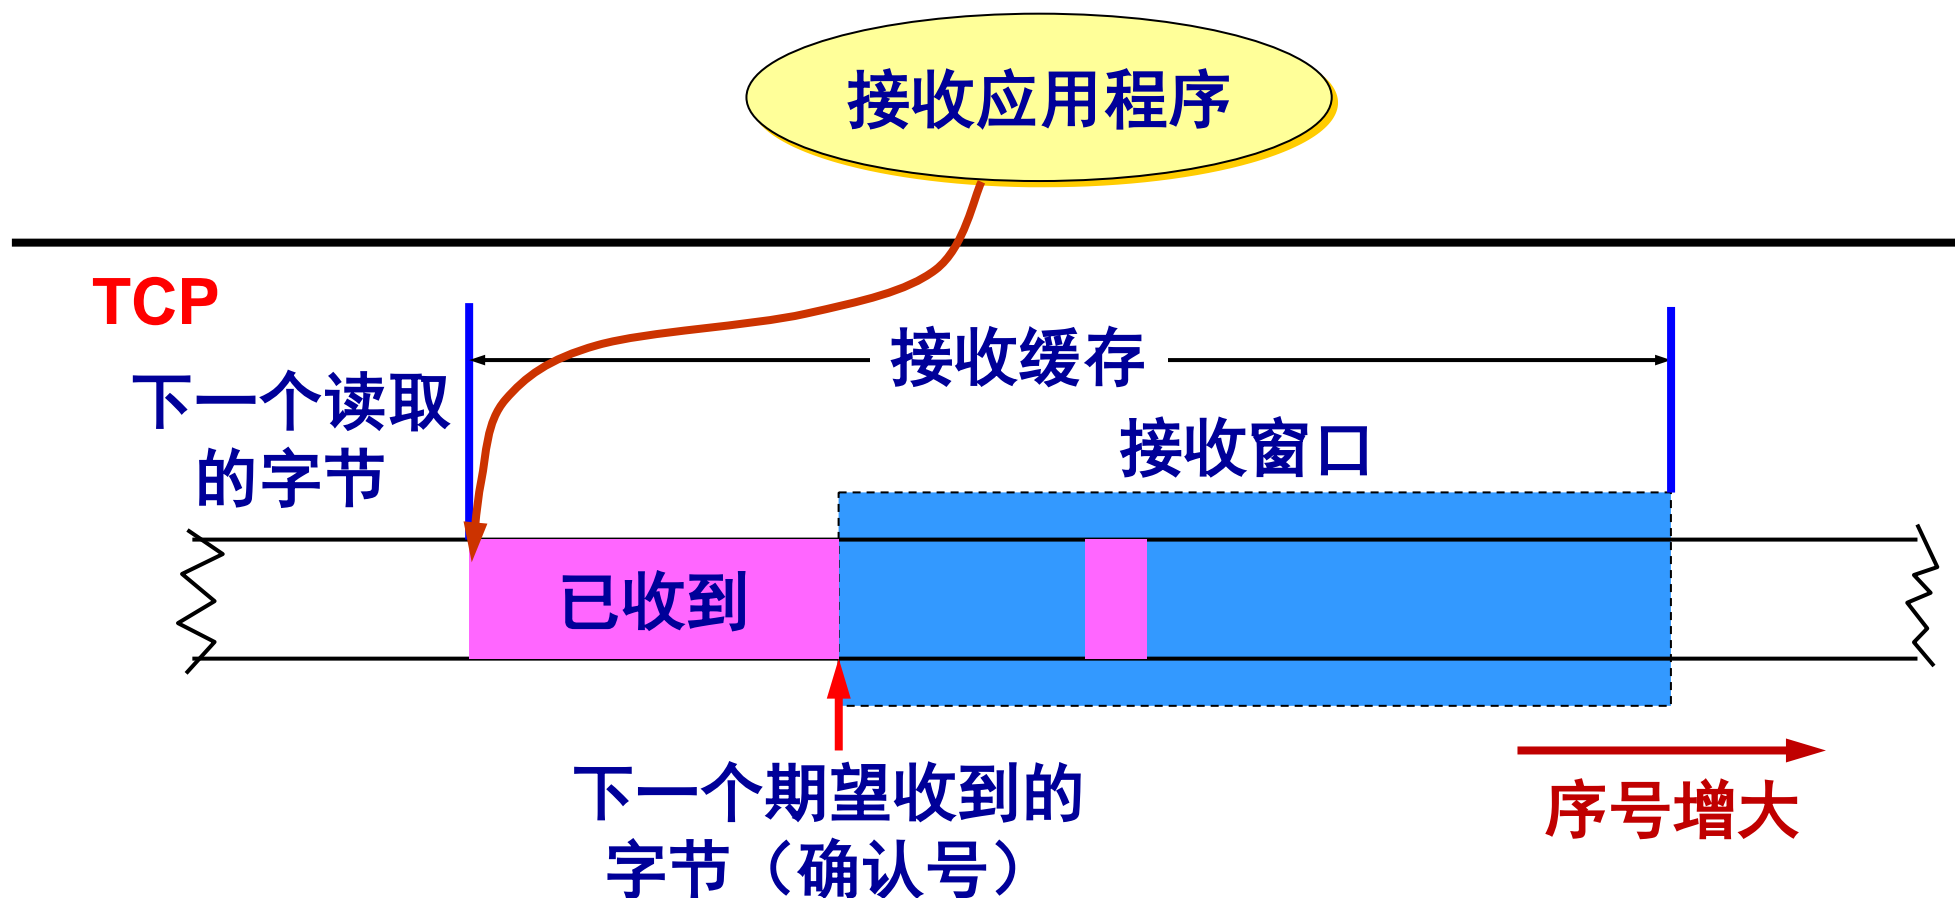 接收应用程序
TCP
接收缓存
下一个读取
的字节
接收窗口
已收到
下一个期望收到的
字节（确认号）
序号增大